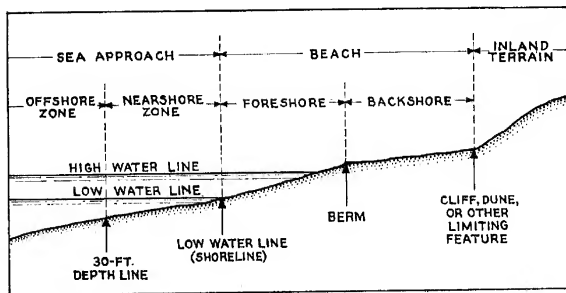 SEA APPROACH BEACH INLAND
TERRAIN
OFFSHORE NEARSHORE FORESHORE BACKSHORE
ZONE ZONE
HIGH WATER LINE
LOW WATER LINE
BERM
LOW WATER LINE
(SHORELINE)
30-FT.
DEPTH LINE
CLIFF, DUNE,
OR OTHER
LIMITING
FEATURE